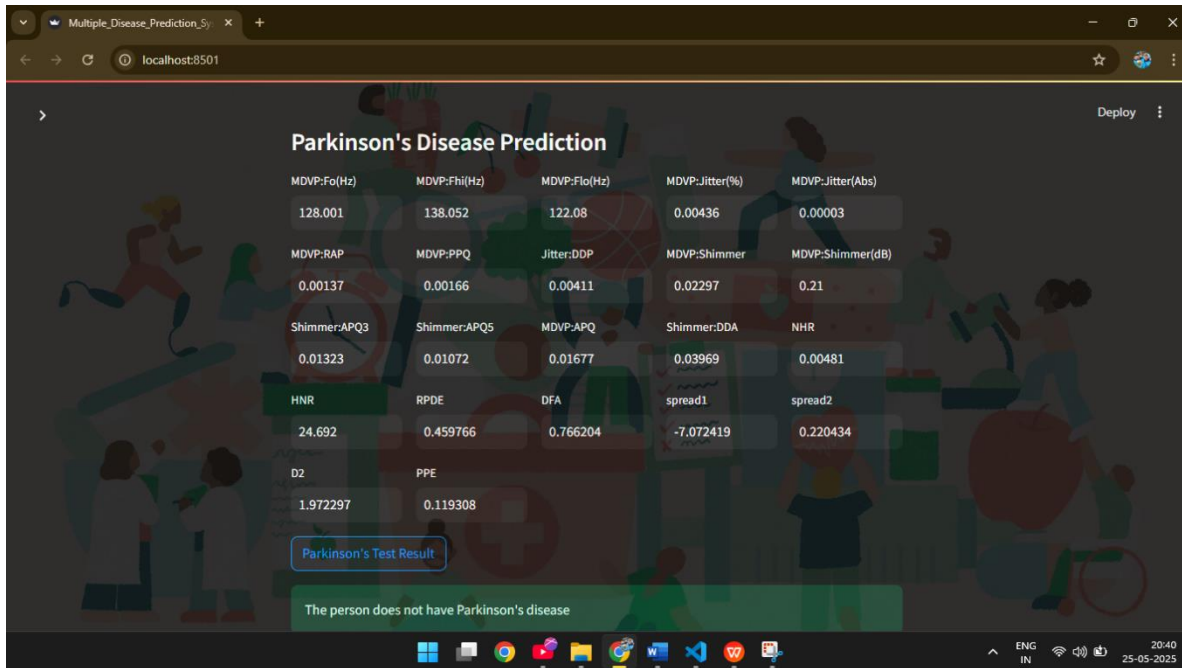 Multiple_Disease_Prediction_Sy
localhost:8501
Deploy
Parkinson's Disease Prediction
MDVP:Fo(Hz) MDVP:Fhi(Hz) MDVP:Flo(Hz) MDVP:Jitter(%) MDVP:Jitter(Abs)
128.001 138.052 122.08 0.00436 0.00003
MDVP:RAP MDVP:PPQ Jitter:DDP MDVP:Shimmer MDVP:Shimmer(dB)
0.00137 0.00166 0.00411 0.02297 0.21
Shimmer:APQ3 Shimmer:APQ5 MDVP:APQ Shimmer:DDA NHR
0.01323 0.01072 0.01677 0.03969 0.00481
HNR RPDE DFA spread1 spread2
24.692 0.459766 0.766204 -7.072419 0.220434
D2 PPE
1.972297 0.119308
Parkinson's Test Result
The person does not have Parkinson's disease
ENG 20:40
IN 25-05-2025